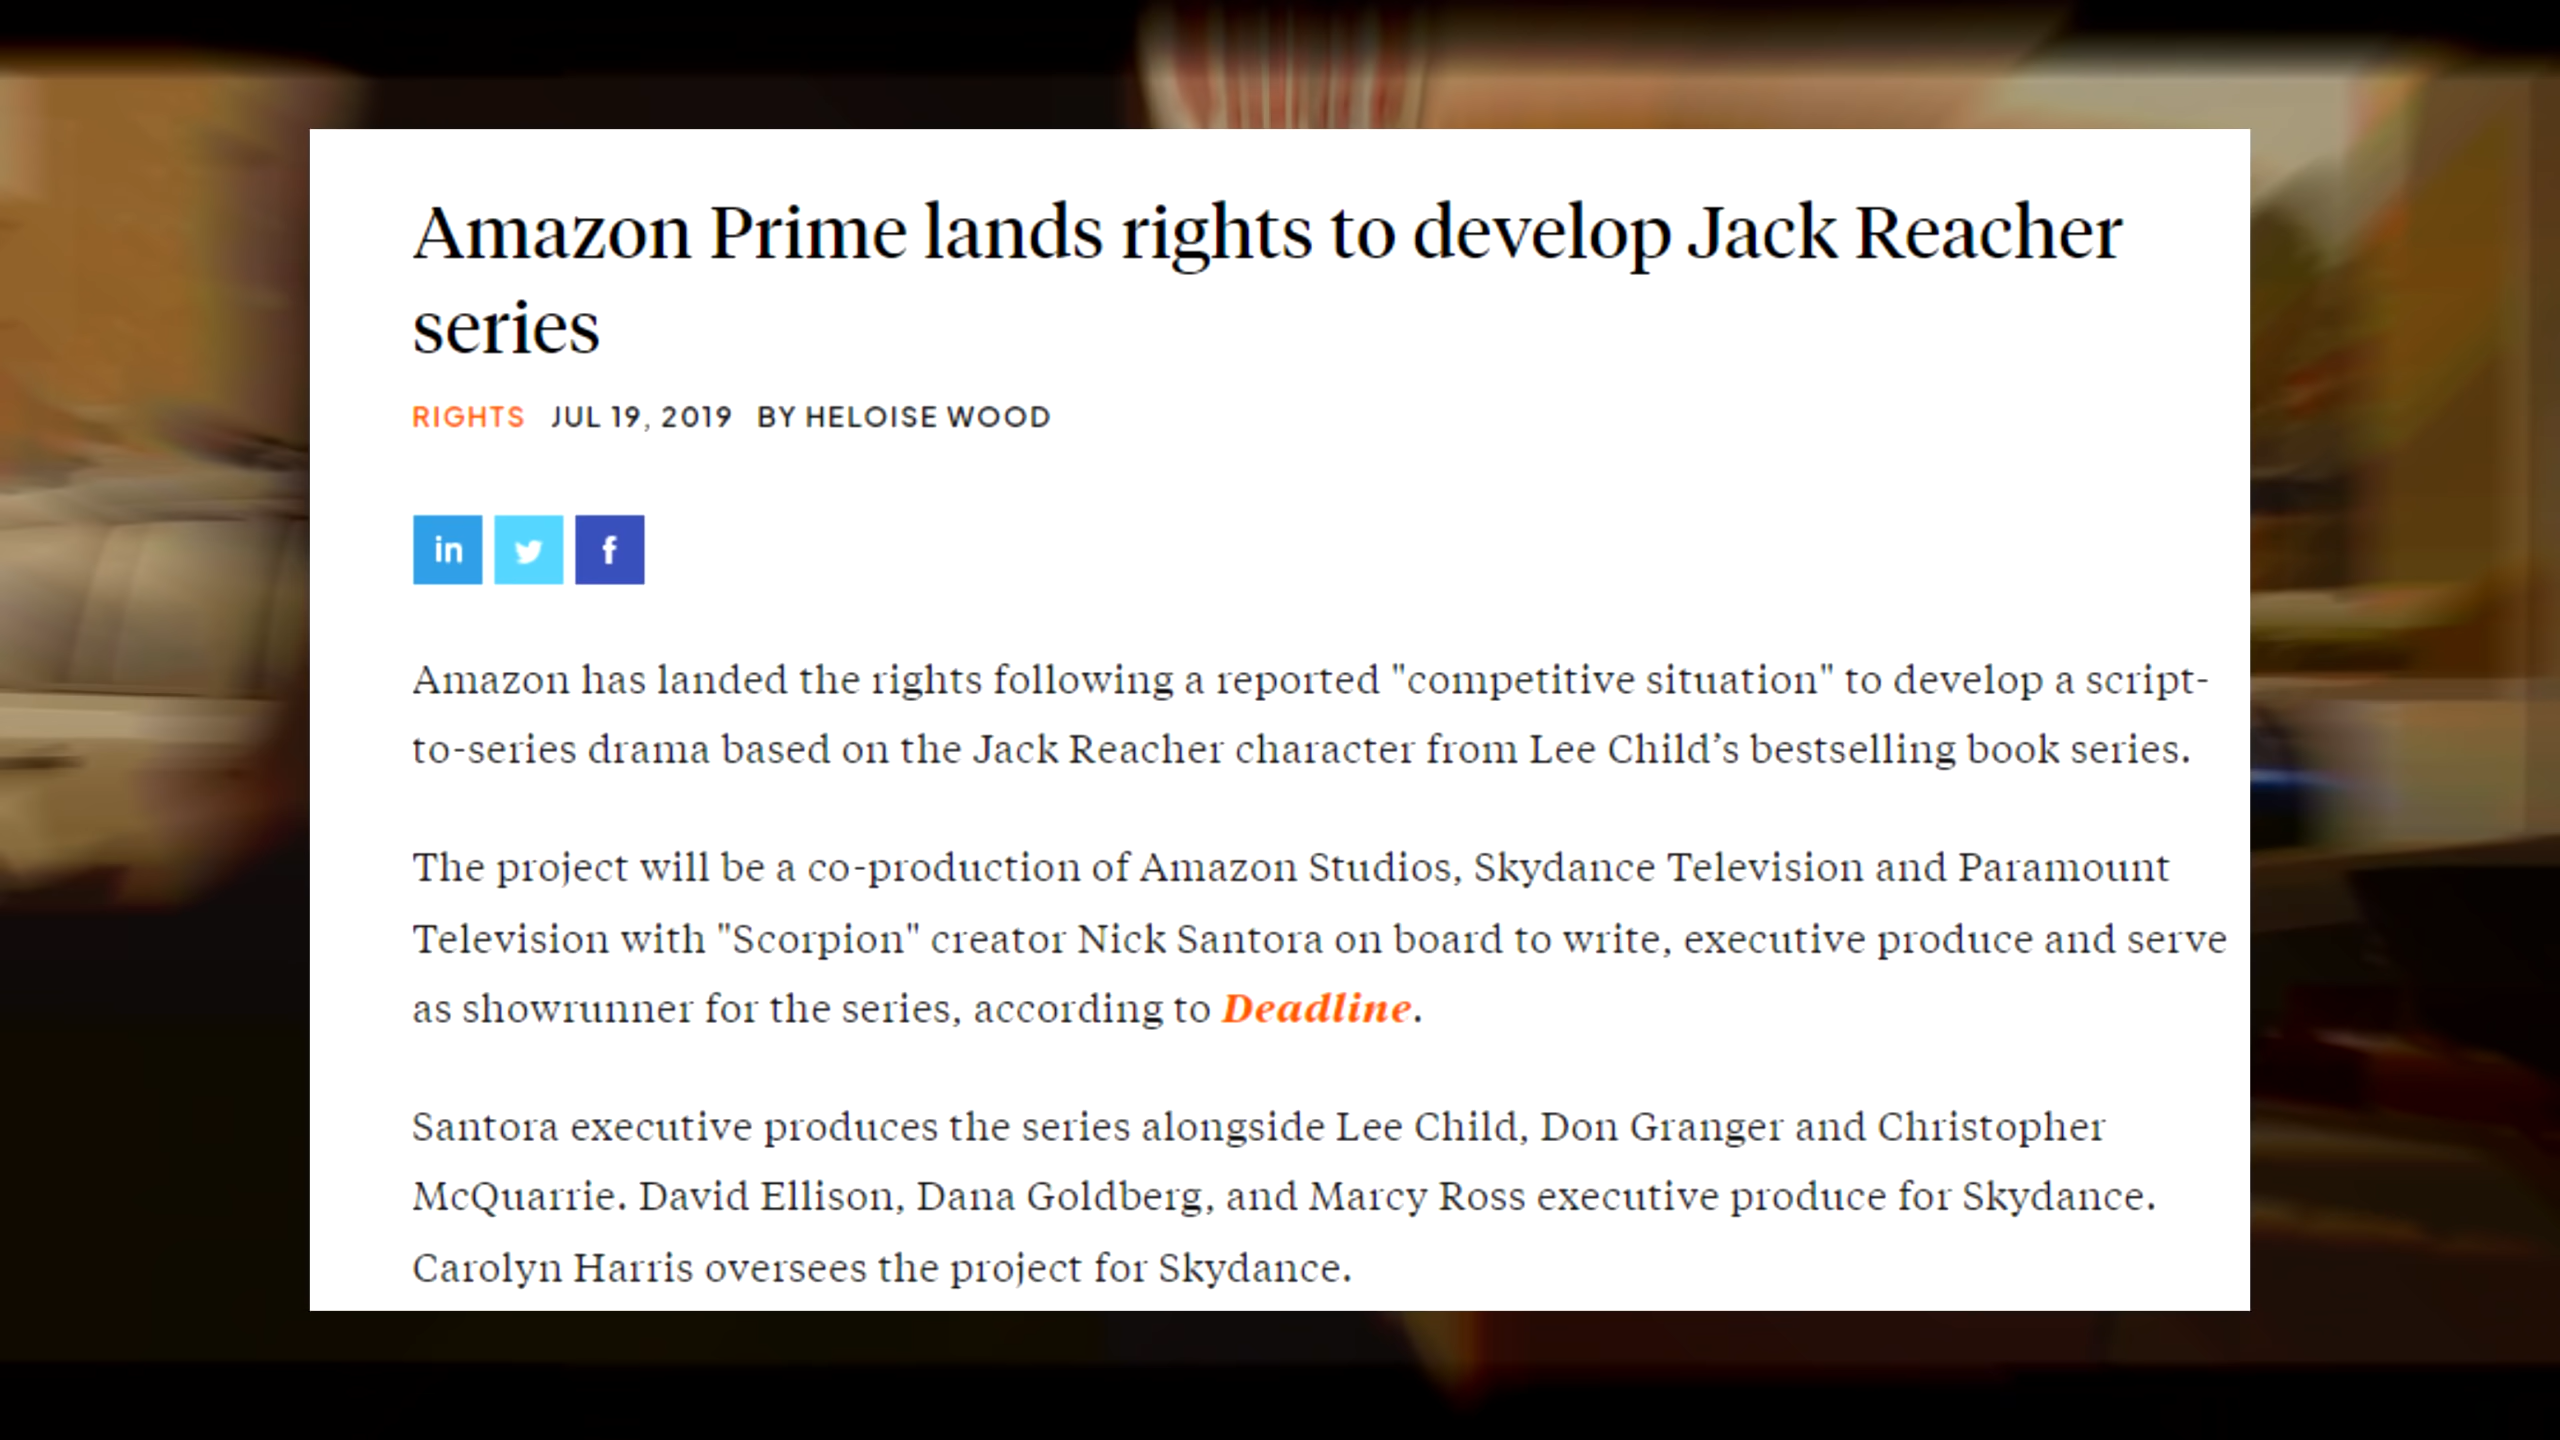 Amazon Prime lands rights to develop Jack Reacher
series
RIGHTS JUL 19, 2019 BY HELOISE WOOD
in f
Amazon has landed the rights following a reported "competitive situation" to develop a script-
to-series drama based on the Jack Reacher character from Lee Child’s bestselling book series.
The project will be a co-production of Amazon Studios, Skydance Television and Paramount
Television with "Scorpion" creator Nick Santora on board to write, executive produce and serve
as showrunner for the series, according to Deadline.
Santora executive produces the series alongside Lee Child, Don Granger and Christopher
McQuarrie. David Ellison, Dana Goldberg, and Marcy Ross executive produce for Skydance.
Carolyn Harris oversees the project for Skydance.